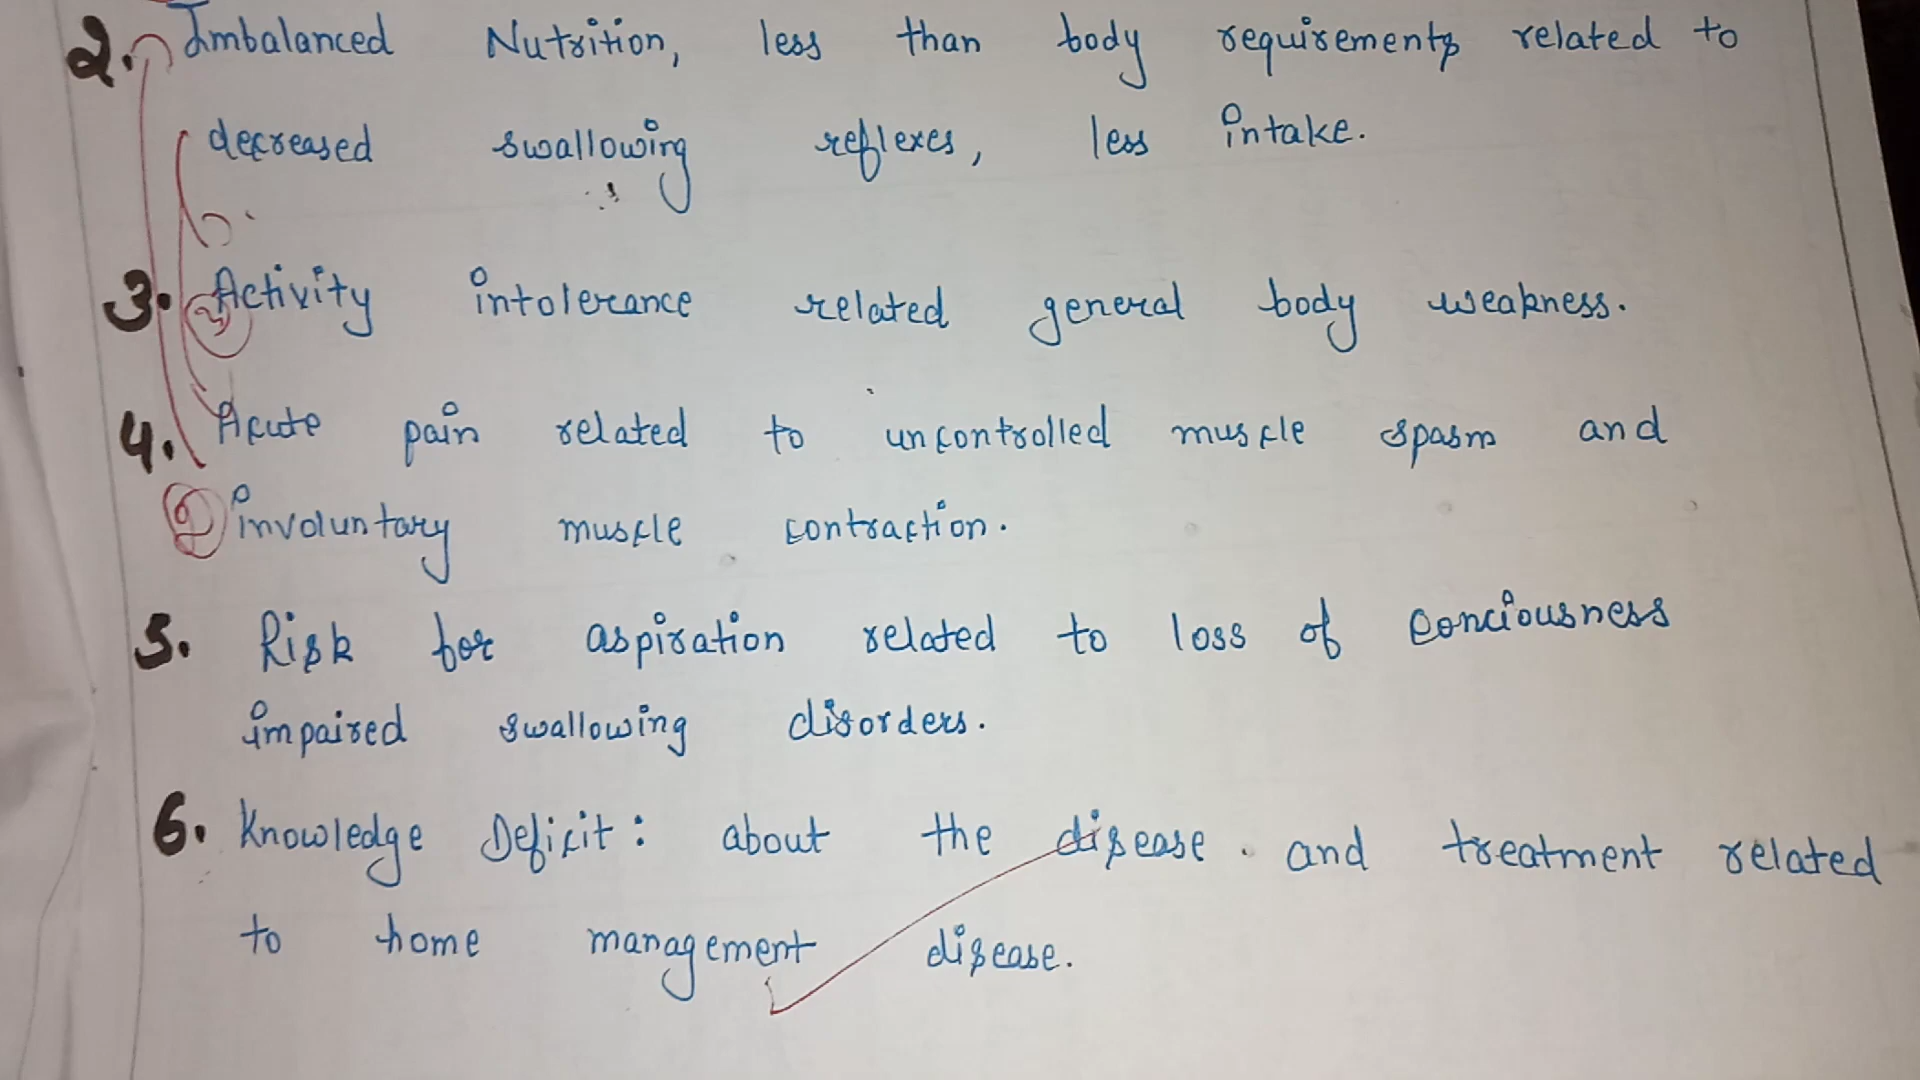 2. Imbalanced Nutrition, less than body requirements related to
decreased swallowing reflexes, less intake.
3. Activity intolerance related general body weakness.
4. Acute pain related to uncontrolled muscle spasm and
involuntary muscle contraction.
5. Risk for aspiration related to loss of conciousness
impaired swallowing disorders.
6. Knowledge Deficit: about the disease. and treatment related
to home management disease.